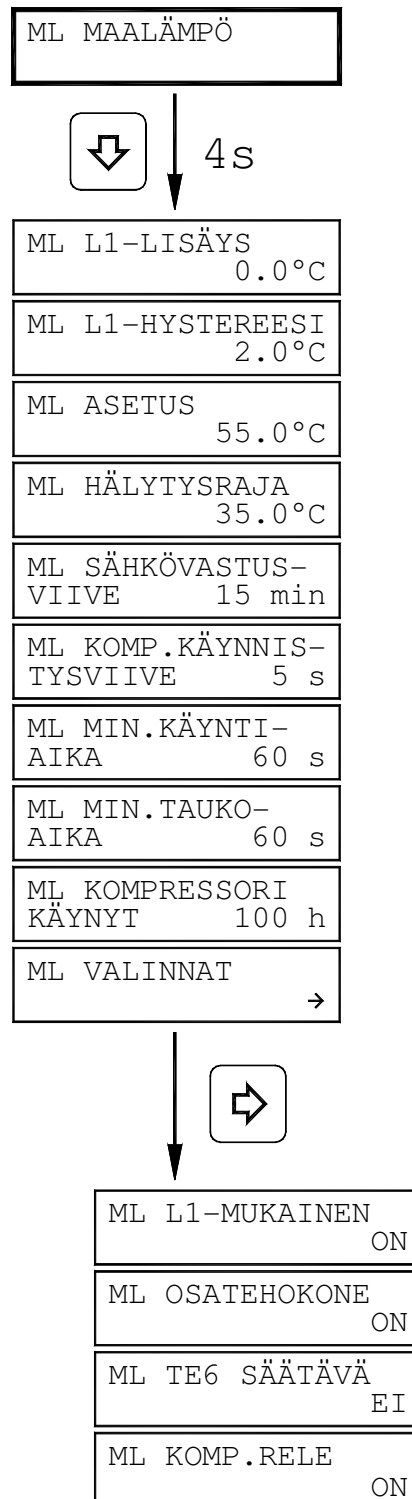 ML MAALÄMPÖ
4s
ML L1-LISÄYS
0.0°C
ML L1-HYSTEREESI
2.0°C
ML ASETUS
55.0°C
ML HÄLYTYSRAJA
35.0°C
ML SÄHKÖVASTUS-
VIIVE 15 min
ML KOMP.KÄYNNIS-
TYSVIIVE 5 s
ML MIN.KÄYNTI-
AIKA 60 s
ML MIN.TAUKO-
AIKA 60 s
ML KOMPRESSORI
KÄYNYT 100 h
ML VALINNAT
→
ML L1-MUKAINEN
ON
ML OSATEHOKONE
ON
ML TE6 SÄÄTÄVÄ
EI
ML KOMP.RELE
ON